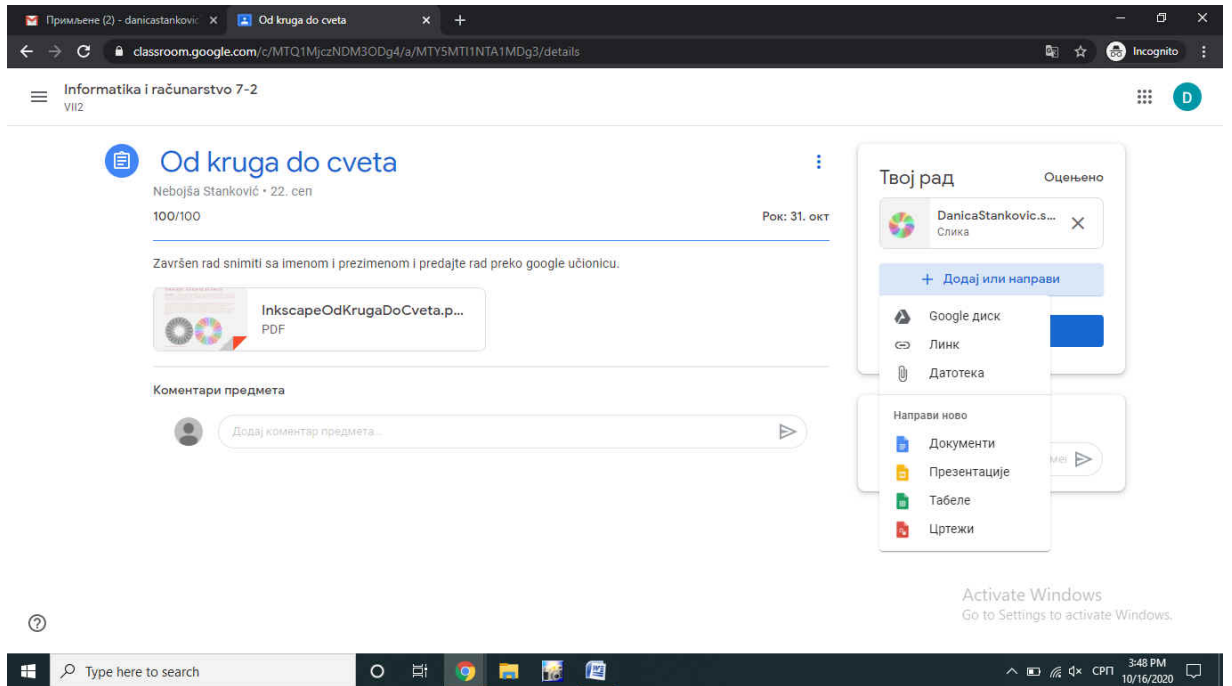 Примљене (2) - danicastankovic
Od kruga do cveta
classroom.google.com/c/MTQ1MjczNDM3ODg4/a/MTY5MTI1NTA1MDg3/details
Incognito
Informatika i računarstvo 7-2
VII2
D
Od kruga do cveta
Nebojša Stanković • 22. сеп
100/100
Рок: 31. окт
Završen rad snimiti sa imenom i prezimenom i predajte rad preko google učionicu.
InkscapeOdKrugaDoCveta.p...
PDF
Коментари предмета
Додај коментар предмета...
Твој рад
Оцењено
DanicaStankovic.s...
Слика
+ Додај или направи
Google диск
Линк
Датотека
Направи ново
Документи
Презентације
Табеле
Цртежи
Activate Windows
Go to Settings to activate Windows.
Type here to search
СРП
3:48 PM
10/16/2020